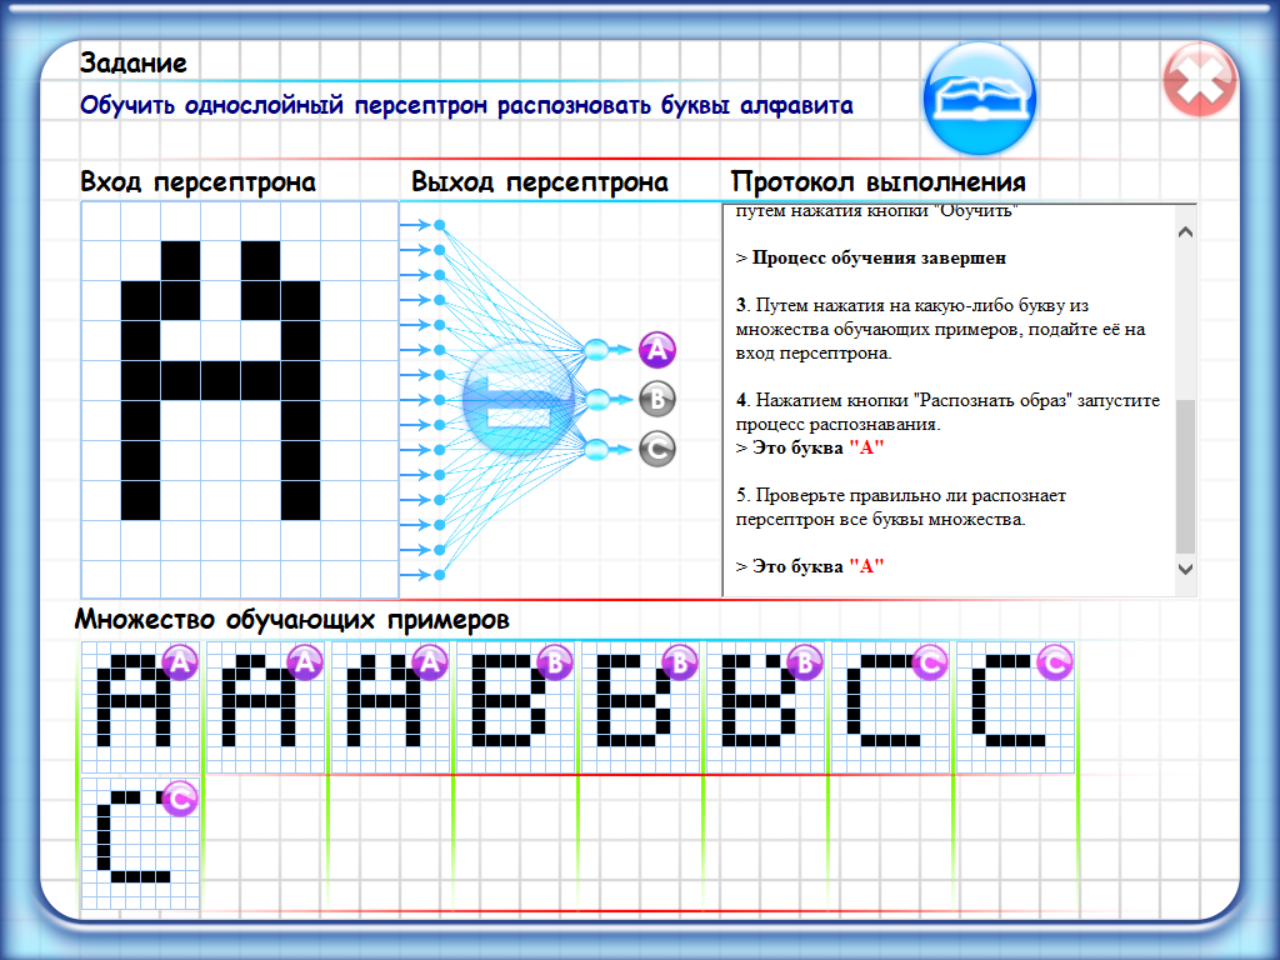 Задание
Обучить однослойный персептрон распозновать буквы алфавита
Вход персептрона
Выход персептрона
Протокол выполнения
A
B
C
путем нажатия кнопки "Обучить"
> Процесс обучения завершен
3. Путем нажатия на какую-либо букву из
множества обучающих примеров, подайте её на
вход персептрона.
4. Нажатием кнопки "Распознать образ" запустите
процесс распознавания.
> Это буква "A"
5. Проверьте правильно ли распознает
персептрон все буквы множества.
> Это буква "A"
Множество обучающих примеров
A A A B B B C C
C